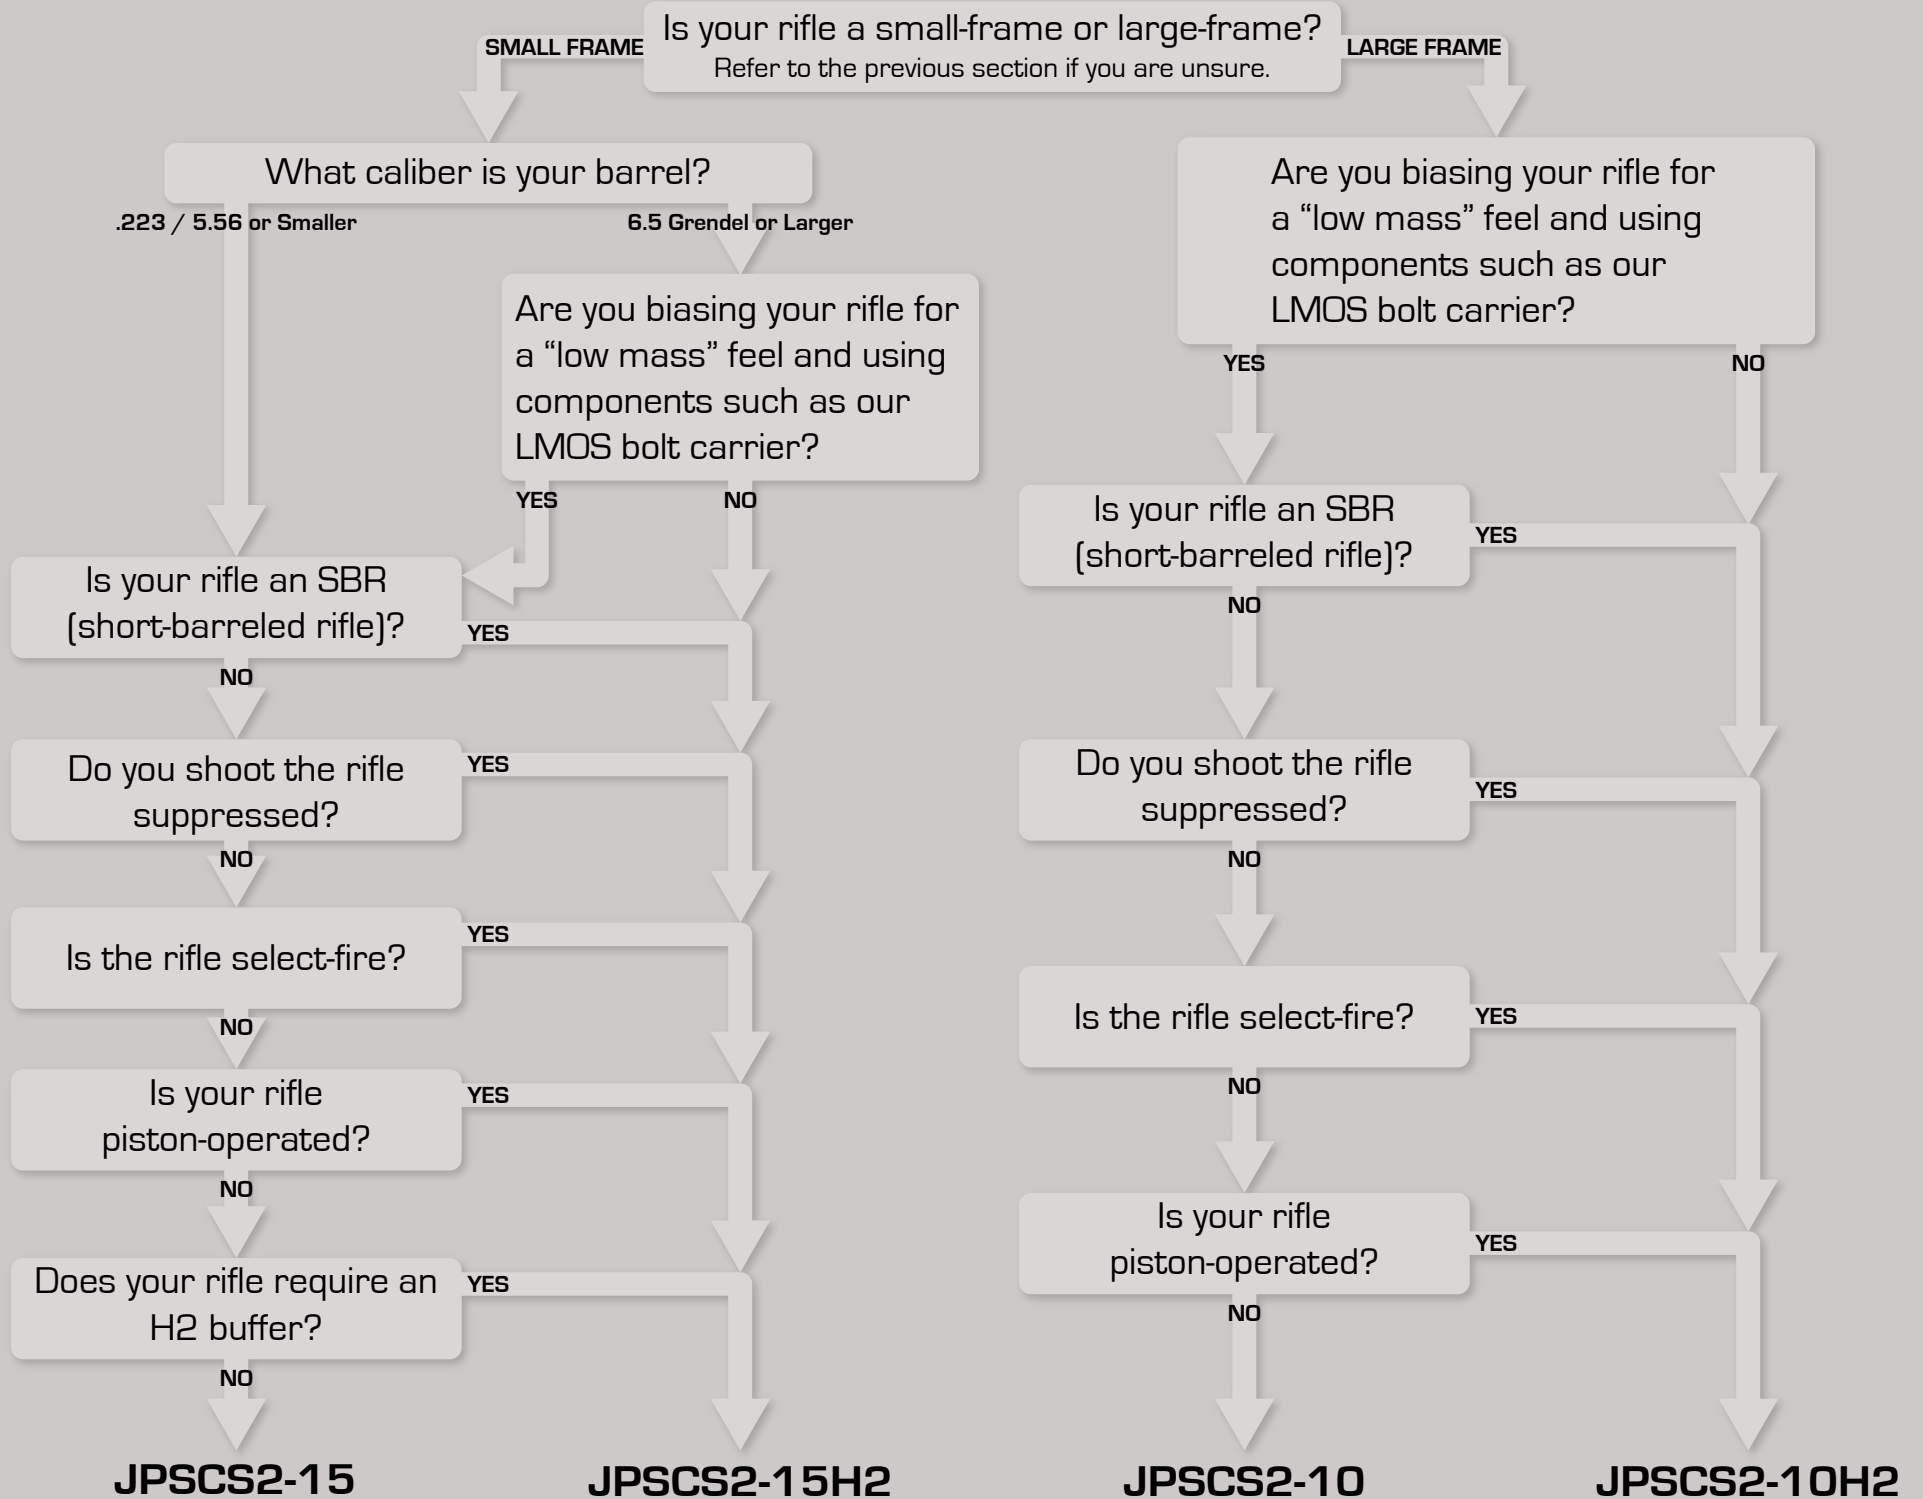 Is your rifle a small-frame or large-frame?
Refer to the previous section if you are unsure.
SMALL FRAME
LARGE FRAME
What caliber is your barrel?
.223 / 5.56 or Smaller
6.5 Grendel or Larger
Are you biasing your rifle for
a “low mass” feel and using
components such as our
LMOS bolt carrier?
YES
NO
Is your rifle an SBR
(short-barreled rifle)?
YES
NO
Do you shoot the rifle
suppressed?
YES
NO
Is the rifle select-fire?
YES
NO
Is your rifle
piston-operated?
YES
NO
Does your rifle require an
H2 buffer?
YES
NO
JPSCS2-15
JPSCS2-15H2
Are you biasing your rifle for
a “low mass” feel and using
components such as our
LMOS bolt carrier?
YES
NO
Is your rifle an SBR
(short-barreled rifle)?
YES
NO
Do you shoot the rifle
suppressed?
YES
NO
Is the rifle select-fire?
YES
NO
Is your rifle
piston-operated?
YES
NO
JPSCS2-10
JPSCS2-10H2